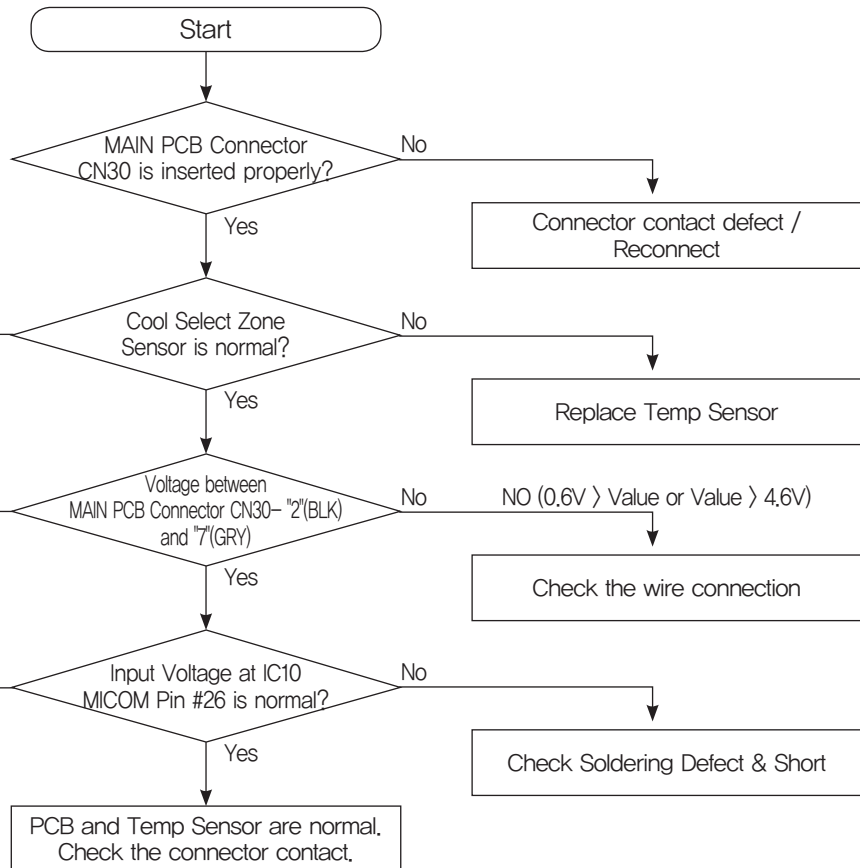 Start
MAIN PCB Connector
CN30 is inserted properly?
No
Yes
Connector contact defect /
Reconnect
Cool Select Zone
Sensor is normal?
No
Yes
Replace Temp Sensor
Voltage between
MAIN PCB Connector CN30- "2"(BLK)
and "7"(GRY)
No
NO (0.6V > Value or Value > 4.6V)
Yes
Check the wire connection
Input Voltage at IC10
MICOM Pin #26 is normal?
No
Yes
Check Soldering Defect & Short
PCB and Temp Sensor are normal.
Check the connector contact.